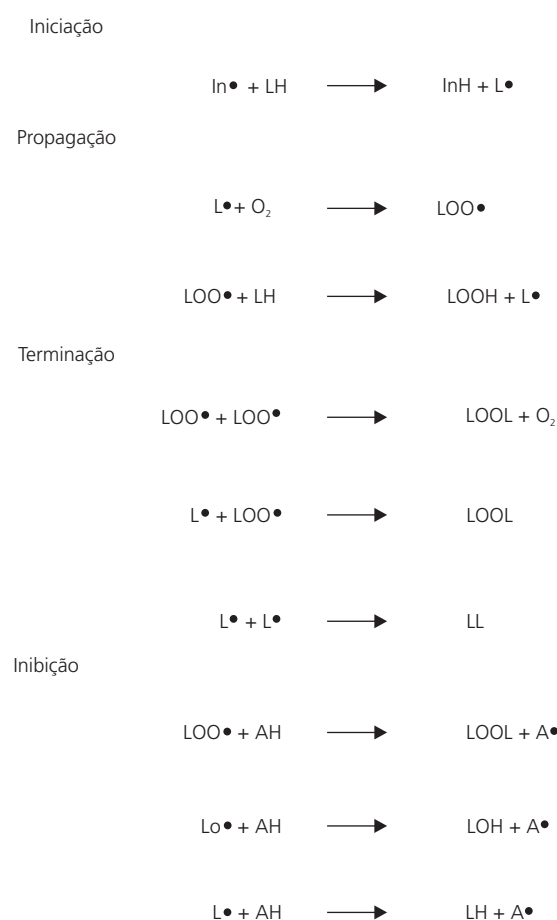 Iniciação
In• + LH ⟶ InH + L•
Propagação
L•+ O₂ ⟶ LOO•
LOO• + LH ⟶ LOOH + L•
Terminação
LOO• + LOO• ⟶ LOOL + O₂
L• + LOO• ⟶ LOOL
L• + L• ⟶ LL
Inibição
LOO• + AH ⟶ LOOL + A•
Lo• + AH ⟶ LOH + A•
L• + AH ⟶ LH + A•